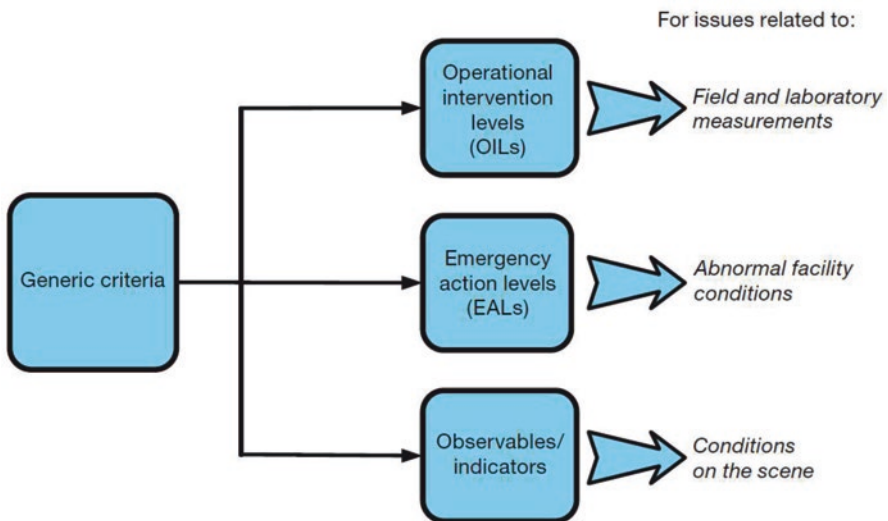 For issues related to:
Operational
intervention
levels
(OILs)
Field and laboratory
measurements
Generic criteria
Emergency
action levels
(EALs)
Abnormal facility
conditions
Observables/
indicators
Conditions
on the scene